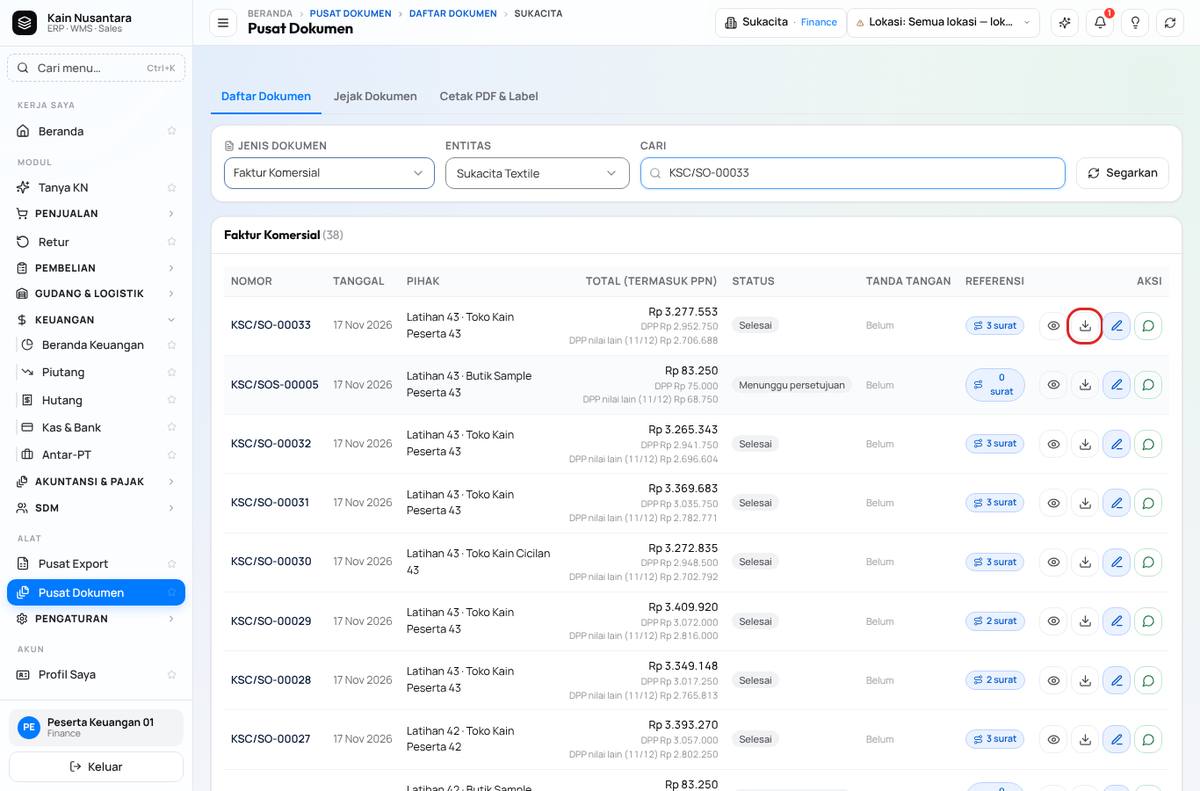 Kain Nusantara
ERP · WMS · Sales
Cari menu... Ctrl+K
KERJA SAYA
Beranda
MODUL
Tanya KN
PENJUALAN
Retur
PEMBELIAN
GUDANG & LOGISTIK
KEUANGAN
Beranda Keuangan
Piutang
Hutang
Kas & Bank
Antar-PT
AKUNTANSI & PAJAK
SDM
ALAT
Pusat Export
Pusat Dokumen
PENGATURAN
AKUN
Profil Saya
PE Peserta Keuangan 01
Finance
Keluar
BERANDA > PUSAT DOKUMEN > DAFTAR DOKUMEN > SUKACITA
Pusat Dokumen
Sukacita · Finance
Lokasi: Semua lokasi — lok...
1
Daftar Dokumen Jejak Dokumen Cetak PDF & Label
JENIS DOKUMEN ENTITAS CARI
Faktur Komersial Sukacita Textile KSC/SO-00033 Segarkan
Faktur Komersial (38)
NOMOR TANGGAL PIHAK TOTAL (TERMASUK PPN) STATUS TANDA TANGAN REFERENSI AKSI
KSC/SO-00033 17 Nov 2026 Latihan 43 · Toko Kain Peserta 43 Rp 3.277.553 Selesai Belum 3 surat
DPP Rp 2.952.750
DPP nilai lain (11/12) Rp 2.706.688
KSC/SOS-00005 17 Nov 2026 Latihan 43 · Butik Sample Peserta 43 Rp 83.250 Menunggu persetujuan Belum 0 surat
DPP Rp 75.000
DPP nilai lain (11/12) Rp 68.750
KSC/SO-00032 17 Nov 2026 Latihan 43 · Toko Kain Peserta 43 Rp 3.265.343 Selesai Belum 3 surat
DPP Rp 2.941.750
DPP nilai lain (11/12) Rp 2.696.604
KSC/SO-00031 17 Nov 2026 Latihan 43 · Toko Kain Peserta 43 Rp 3.369.683 Selesai Belum 3 surat
DPP Rp 3.035.750
DPP nilai lain (11/12) Rp 2.782.771
KSC/SO-00030 17 Nov 2026 Latihan 43 · Toko Kain Cicilan 43 Rp 3.272.835 Selesai Belum 3 surat
DPP Rp 2.948.500
DPP nilai lain (11/12) Rp 2.702.792
KSC/SO-00029 17 Nov 2026 Latihan 43 · Toko Kain Peserta 43 Rp 3.409.920 Selesai Belum 2 surat
DPP Rp 3.072.000
DPP nilai lain (11/12) Rp 2.816.000
KSC/SO-00028 17 Nov 2026 Latihan 43 · Toko Kain Peserta 43 Rp 3.349.148 Selesai Belum 2 surat
DPP Rp 3.017.250
DPP nilai lain (11/12) Rp 2.765.813
KSC/SO-00027 17 Nov 2026 Latihan 42 · Toko Kain Peserta 42 Rp 3.393.270 Selesai Belum 2 surat
DPP Rp 3.057.000
DPP nilai lain (11/12) Rp 2.802.250
Latihan 42 · Butik Sample Rp 83.250